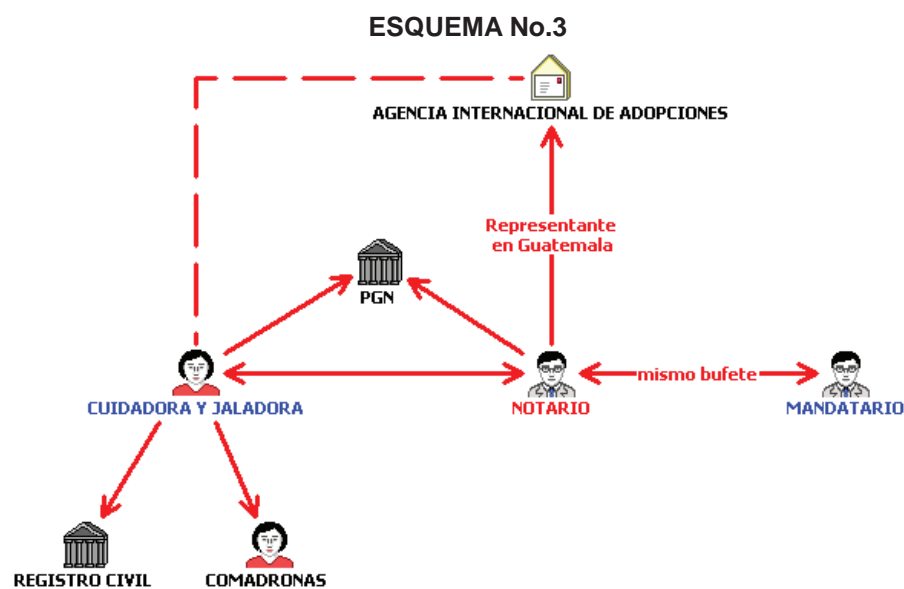 ESQUEMA No.3
AGENCIA INTERNACIONAL DE ADOPCIONES
Representante
en Guatemala
PGN
mismo bufete
CUIDADORA Y JALADORA
NOTARIO
MANDATARIO
REGISTRO CIVIL
COMADRONAS